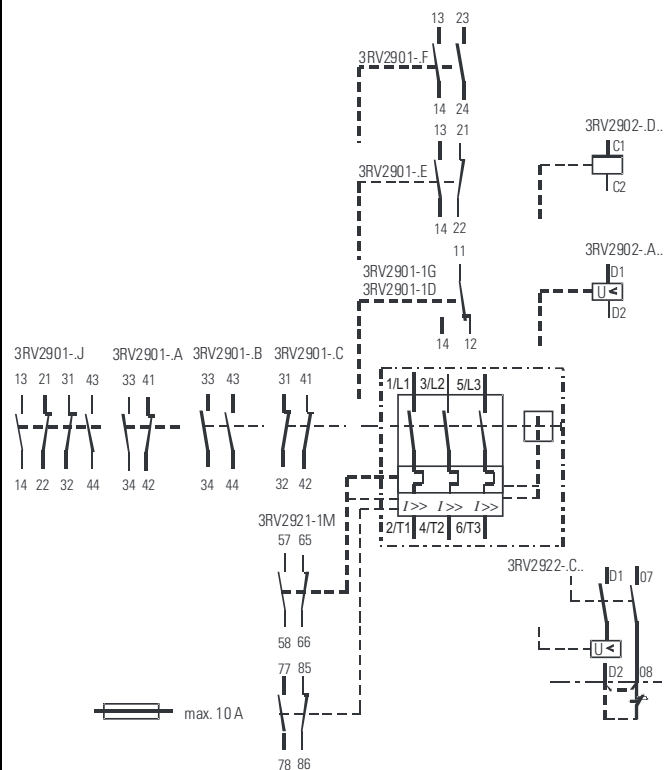 13 23
3RV2901-.F
14 24
13 21
3RV2901-.E
14 22
11
3RV2901-1G
3RV2901-1D
14 12
3RV2902-.D..
C1
C2
3RV2902-.A..
D1
U<
D2
3RV2901-.J 3RV2901-.A 3RV2901-.B 3RV2901-.C
13 21 31 43 33 41 33 43 31 41
14 22 32 44 34 42 34 44 32 42
1/L1 3/L2 5/L3
I>> I>> I>>
2/T1 4/T2 6/T3
3RV2921-1M
57 65
58 66
77 85
78 86
3RV2922-.C..
D1 07
U<
D2 08
max. 10 A